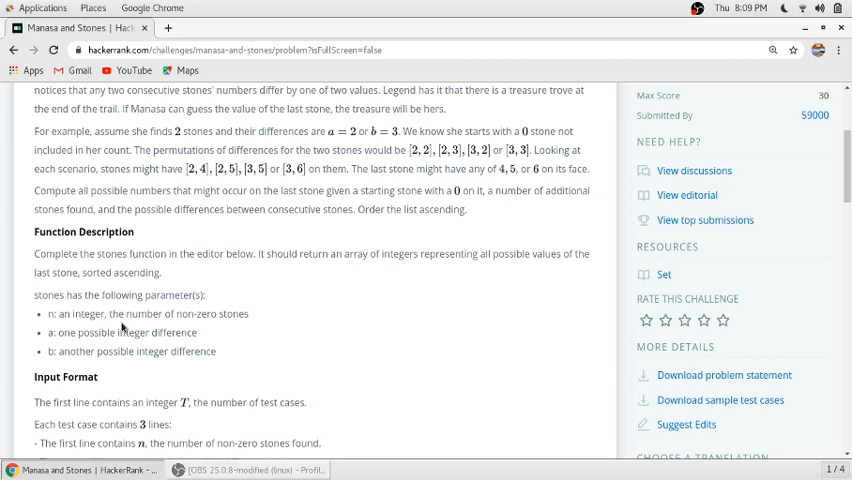 Applications Places Google Chrome Thu 8:09 PM
Manasa and Stones | HackerRank
hackerrank.com/challenges/manasa-and-stones/problem?isFullScreen=false
Apps Gmail YouTube Maps
notices that any two consecutive stones' numbers differ by one of two values. Legend has it that there is a treasure trove at
the end of the trail. If Manasa can guess the value of the last stone, the treasure will be hers.
For example, assume she finds 2 stones and their differences are a = 2 or b = 3. We know she starts with a 0 stone not
included in her count. The permutations of differences for the two stones would be [2, 2], [2, 3], [3, 2] or [3, 3]. Looking at
each scenario, stones might have [2, 4], [2, 5], [3, 5] or [3, 6] on them. The last stone might have any of 4, 5, or 6 on its face.
Compute all possible numbers that might occur on the last stone given a starting stone with a 0 on it, a number of additional
stones found, and the possible differences between consecutive stones. Order the list ascending.
Function Description
Complete the stones function in the editor below. It should return an array of integers representing all possible values of the
last stone, sorted ascending.
stones has the following parameter(s):
• n: an integer, the number of non-zero stones
• a: one possible integer difference
• b: another possible integer difference
Input Format
The first line contains an integer T, the number of test cases.
Each test case contains 3 lines:
- The first line contains n, the number of non-zero stones found.
Max Score 30
Submitted By 59000
NEED HELP?
View discussions
View editorial
View top submissions
RESOURCES
Set
RATE THIS CHALLENGE
MORE DETAILS
Download problem statement
Download sample test cases
Suggest Edits
CHOOSE A TRANSLATION
Manasa and Stones | HackerRank - ... [OBS 25.0.8-modified (linux) - Profil... 1 / 4